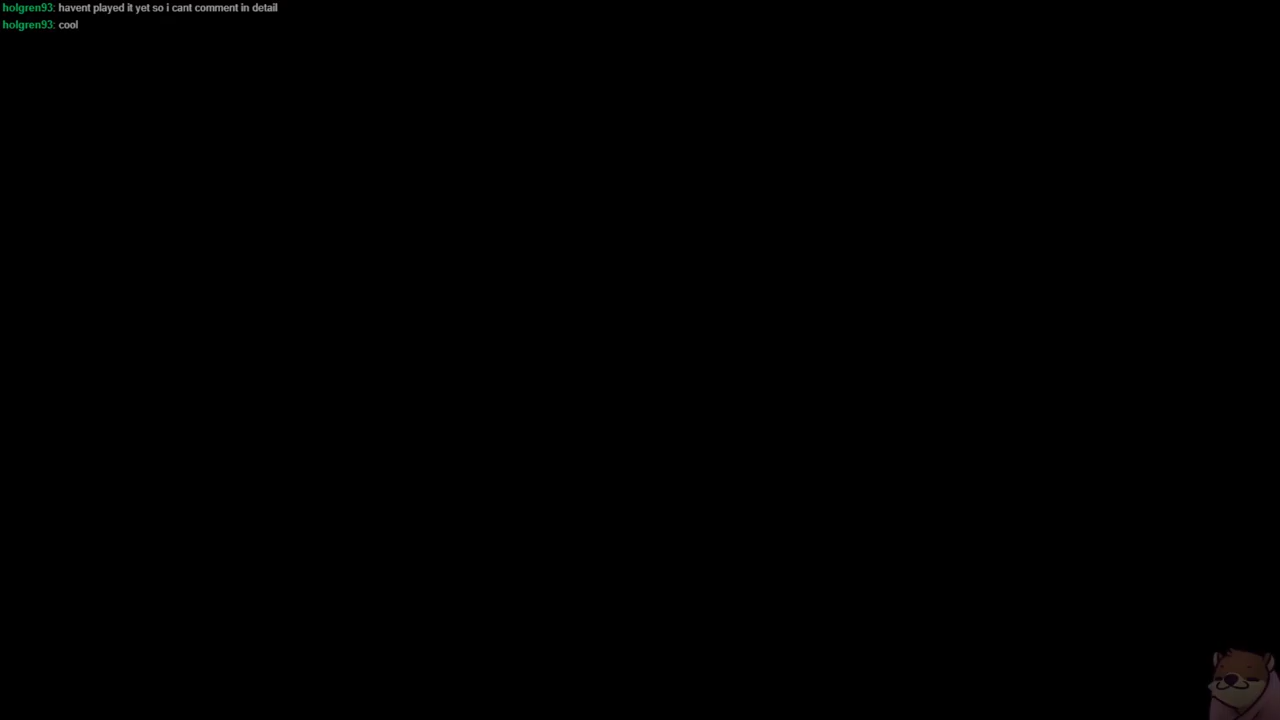 holgren93: havent played it yet so i cant comment in detail
holgren93: cool